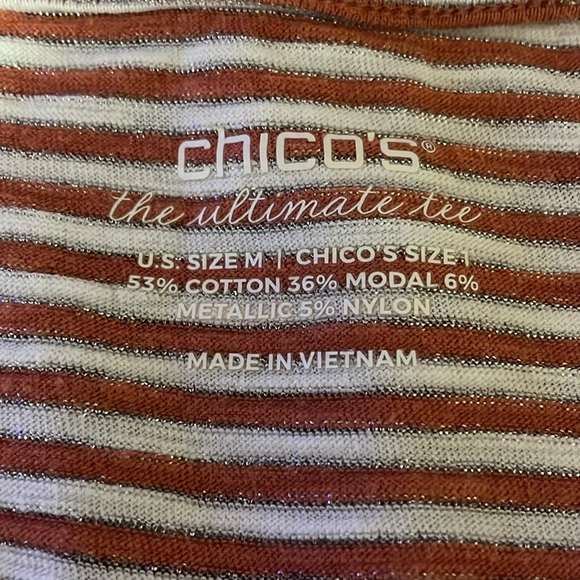 chico's®
the ultimate tee
U.S. SIZE M | CHICO'S SIZE 1
53% COTTON 36% MODAL 6%
METALLIC 5% NYLON
MADE IN VIETNAM